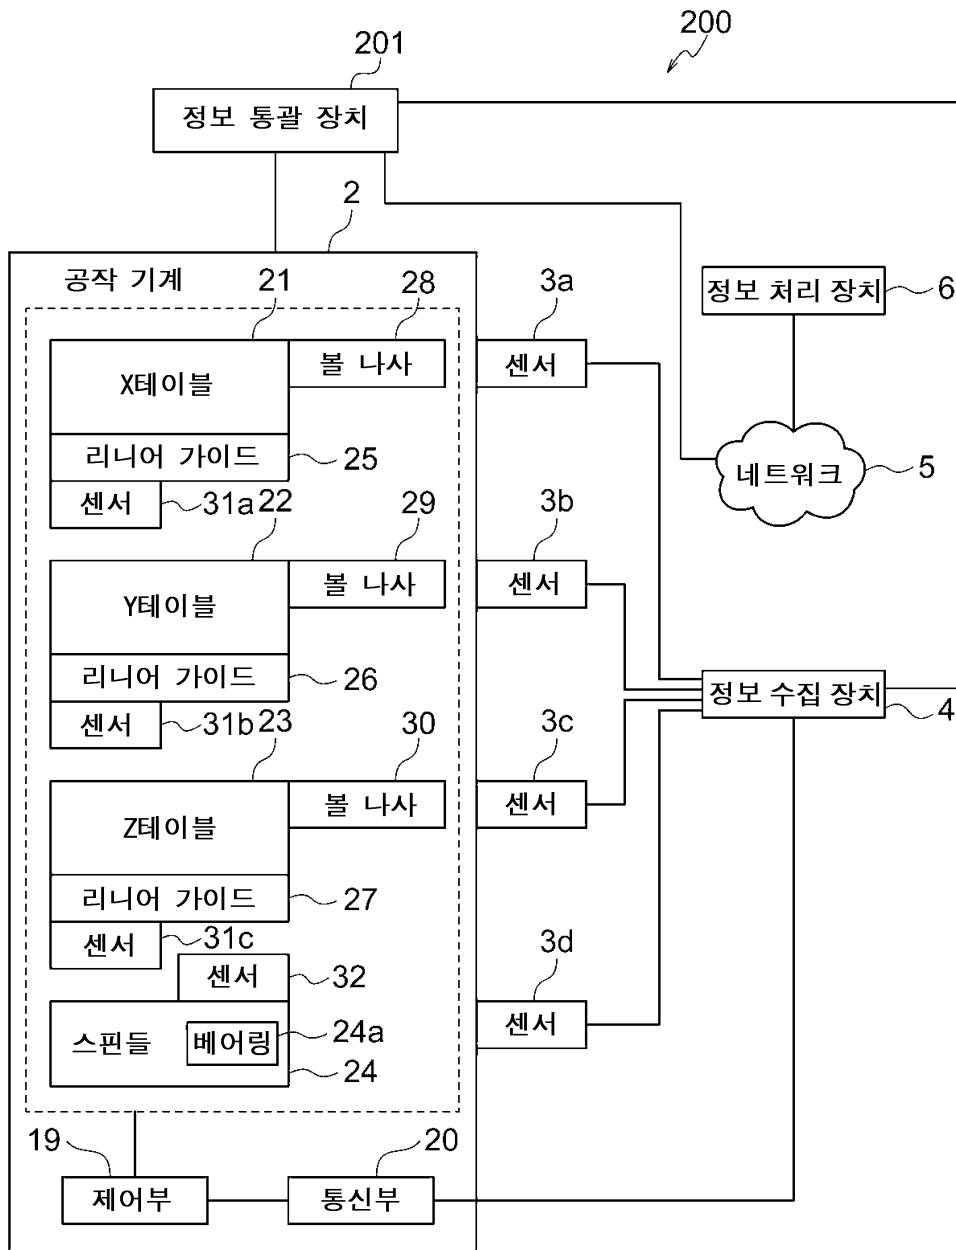 200
201
정보 통괄 장치
2
공작 기계
21
28
3a
X테이블
볼 나사
센서
정보 처리 장치
6
리니어 가이드
25
센서
31a
22
29
3b
네트워크
5
Y테이블
볼 나사
센서
리니어 가이드
26
센서
31b
23
30
3c
정보 수집 장치
4
Z테이블
볼 나사
센서
리니어 가이드
27
센서
31c
센서
32
3d
스핀들
베어링
24a
24
센서
19
20
제어부
통신부